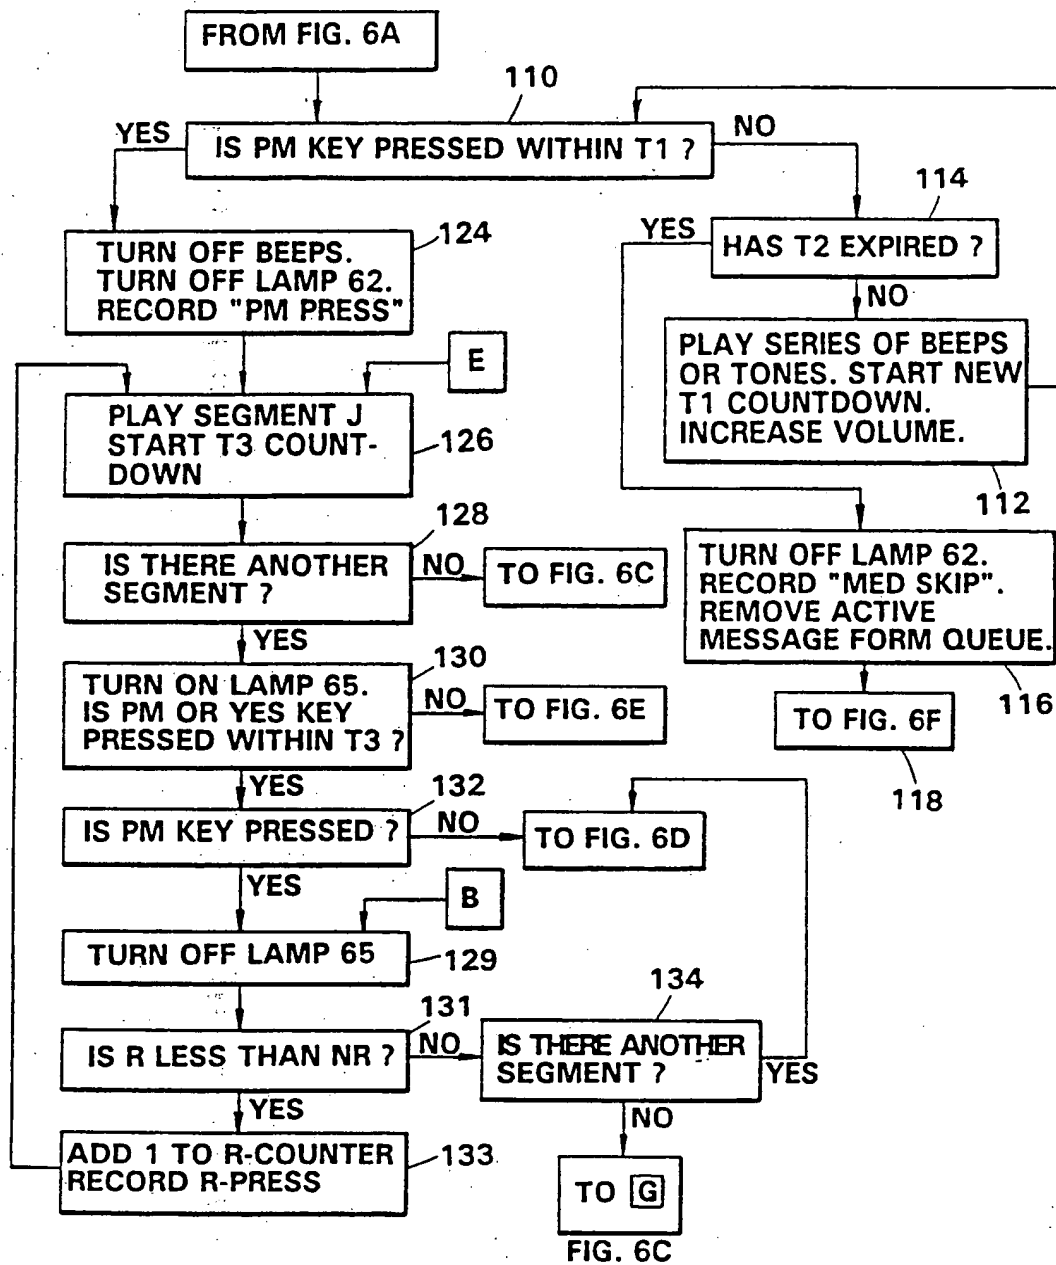 FROM FIG. 6A
110
YES
IS PM KEY PRESSED WITHIN T1 ?
NO
114
124
YES
HAS T2 EXPIRED ?
TURN OFF BEEPS.
TURN OFF LAMP 62.
RECORD "PM PRESS"
NO
E
PLAY SERIES OF BEEPS
OR TONES. START NEW
T1 COUNTDOWN.
INCREASE VOLUME.
112
PLAY SEGMENT J
START T3 COUNT-
DOWN
126
128
IS THERE ANOTHER
SEGMENT ?
NO
TO FIG. 6C
TURN OFF LAMP 62.
RECORD "MED SKIP".
REMOVE ACTIVE
MESSAGE FORM QUEUE.
116
YES
130
TURN ON LAMP 65.
IS PM OR YES KEY
PRESSED WITHIN T3 ?
NO
TO FIG. 6E
TO FIG. 6F
118
YES
132
IS PM KEY PRESSED ?
NO
TO FIG. 6D
YES
B
TURN OFF LAMP 65
129
131
134
IS R LESS THAN NR ?
NO
IS THERE ANOTHER
SEGMENT ?
YES
YES
NO
ADD 1 TO R-COUNTER
RECORD R-PRESS
133
TO G
FIG. 6C